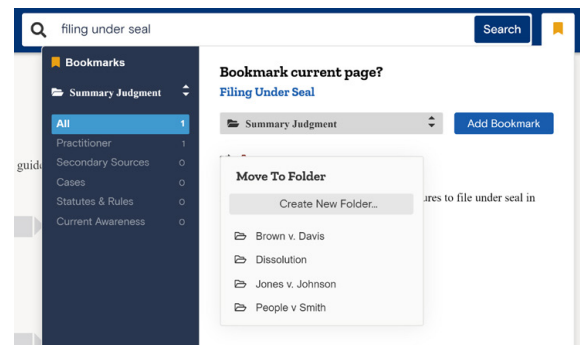 filing under seal
Search
Bookmarks
Summary Judgment
All 1
Practitioner 1
Secondary Sources 0
Cases 0
Statutes & Rules 0
Current Awareness 0
Bookmark current page?
Filing Under Seal
Summary Judgment
Add Bookmark
ures to file under seal in
Move To Folder
Create New Folder...
Brown v. Davis
Dissolution
Jones v. Johnson
People v Smith
guide